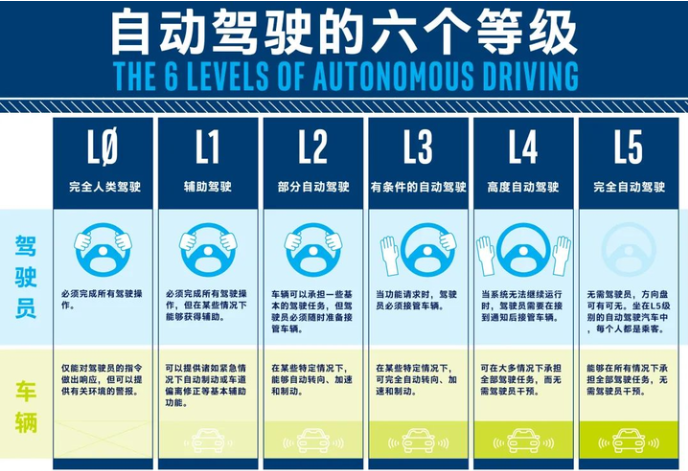 自动驾驶的六个等级
THE 6 LEVELS OF AUTONOMOUS DRIVING
LØ
完全人类驾驶
L1
辅助驾驶
L2
部分自动驾驶
L3
有条件的自动驾驶
L4
高度自动驾驶
L5
完全自动驾驶
驾驶员
必须完成所有驾驶操
作。
必须完成所有驾驶操
作，但在某些情况下
能够获得辅助。
车辆可以承担一些基
本的驾驶任务，但驾
驶员必须随时准备接
管车辆。
当功能请求时，驾驶
员必须接管车辆。
当系统无法继续运行
时，驾驶员需要在接
到通知后接管车辆。
无需驾驶员，方向盘
可有可无。坐在L5级
别的自动驾驶汽车中
，每个人都是乘客。
车辆
仅能对驾驶员的指令
做出响应，但可以提
供有关环境的警报。
可以提供诸如紧急情
况下自动制动或车道
偏离修正等基本辅助
功能。
在某些特定情况下，
能够自动转向、加速
和制动。
在某些特定情况下，
可完全自动转向、加
速和制动。
可在大多情况下承担
全部驾驶任务，而无
需驾驶员干预。
能够在所有情况下承
担全部驾驶任务，无
需驾驶员干预。